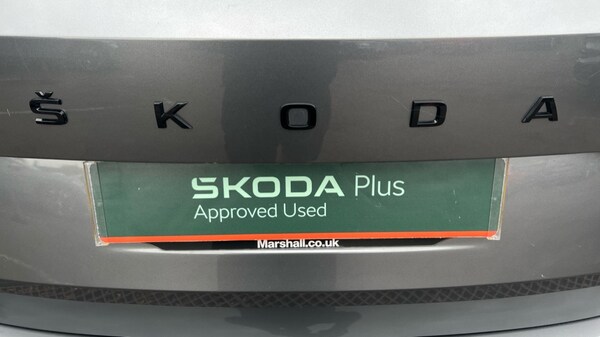 ŠKODA
ŠKODA Plus
Approved Used
Marshall.co.uk